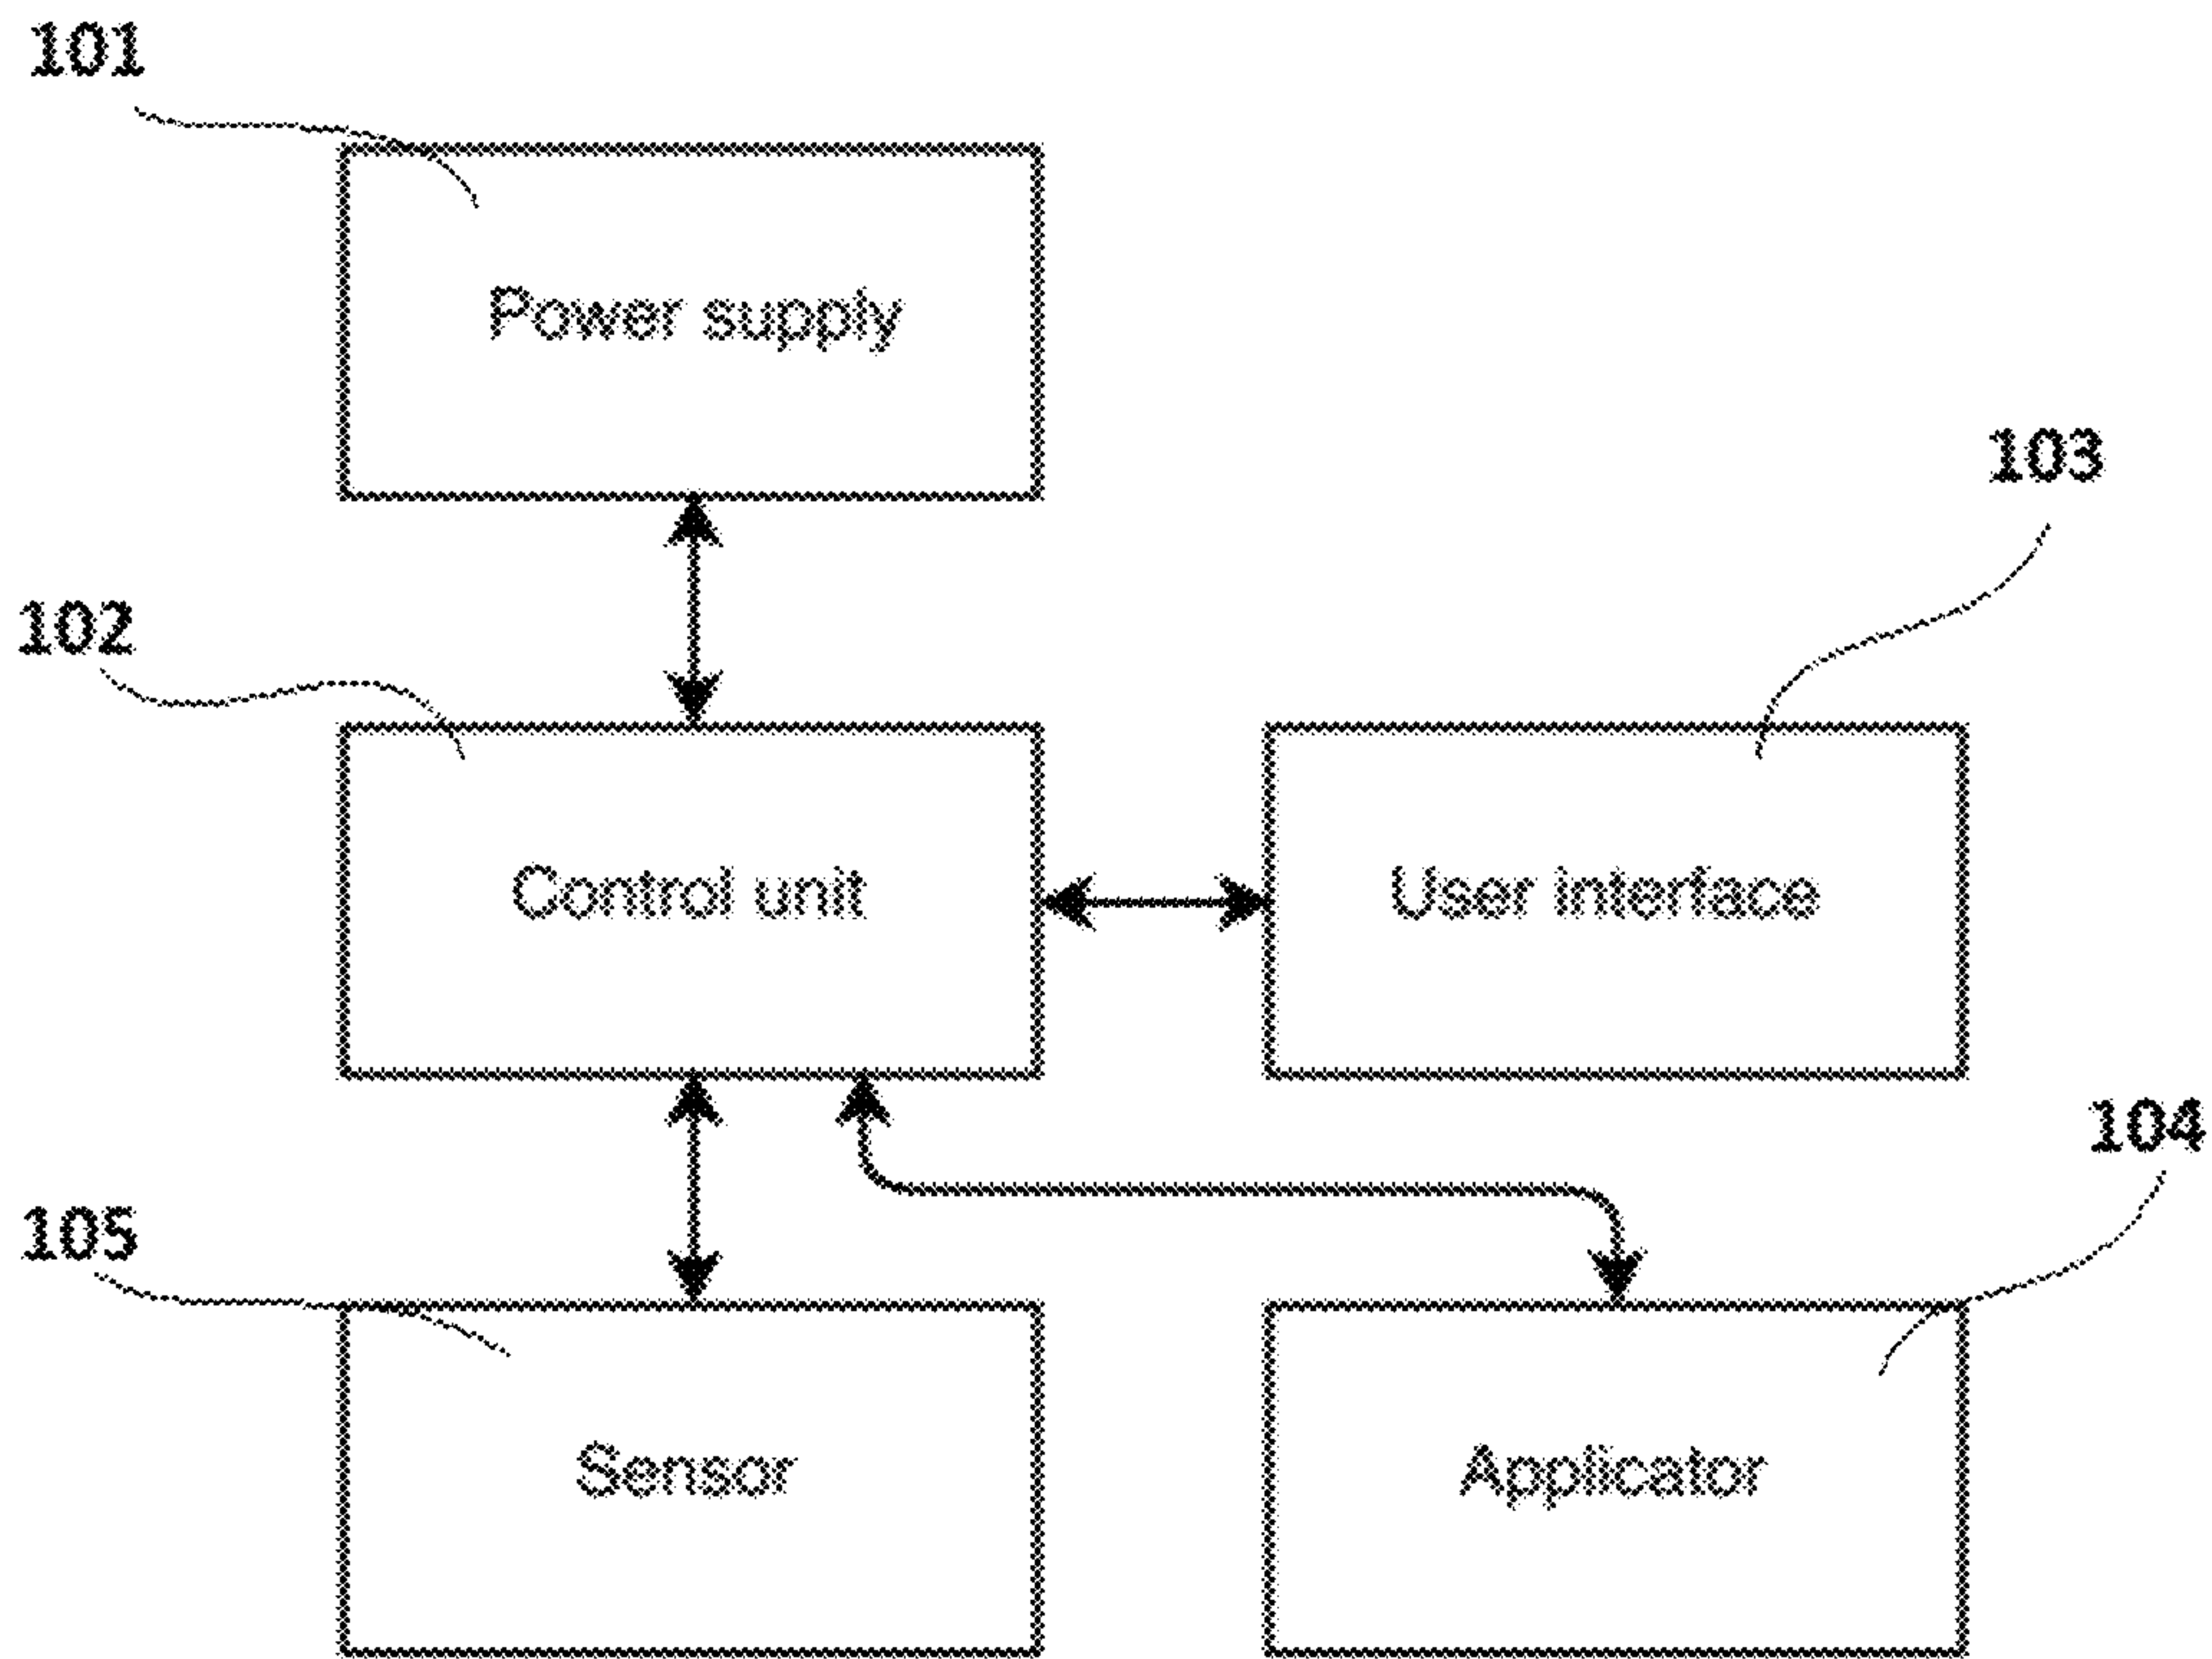 101
Power supply
103
102
Control unit
User interface
104
105
Sensor
Applicator